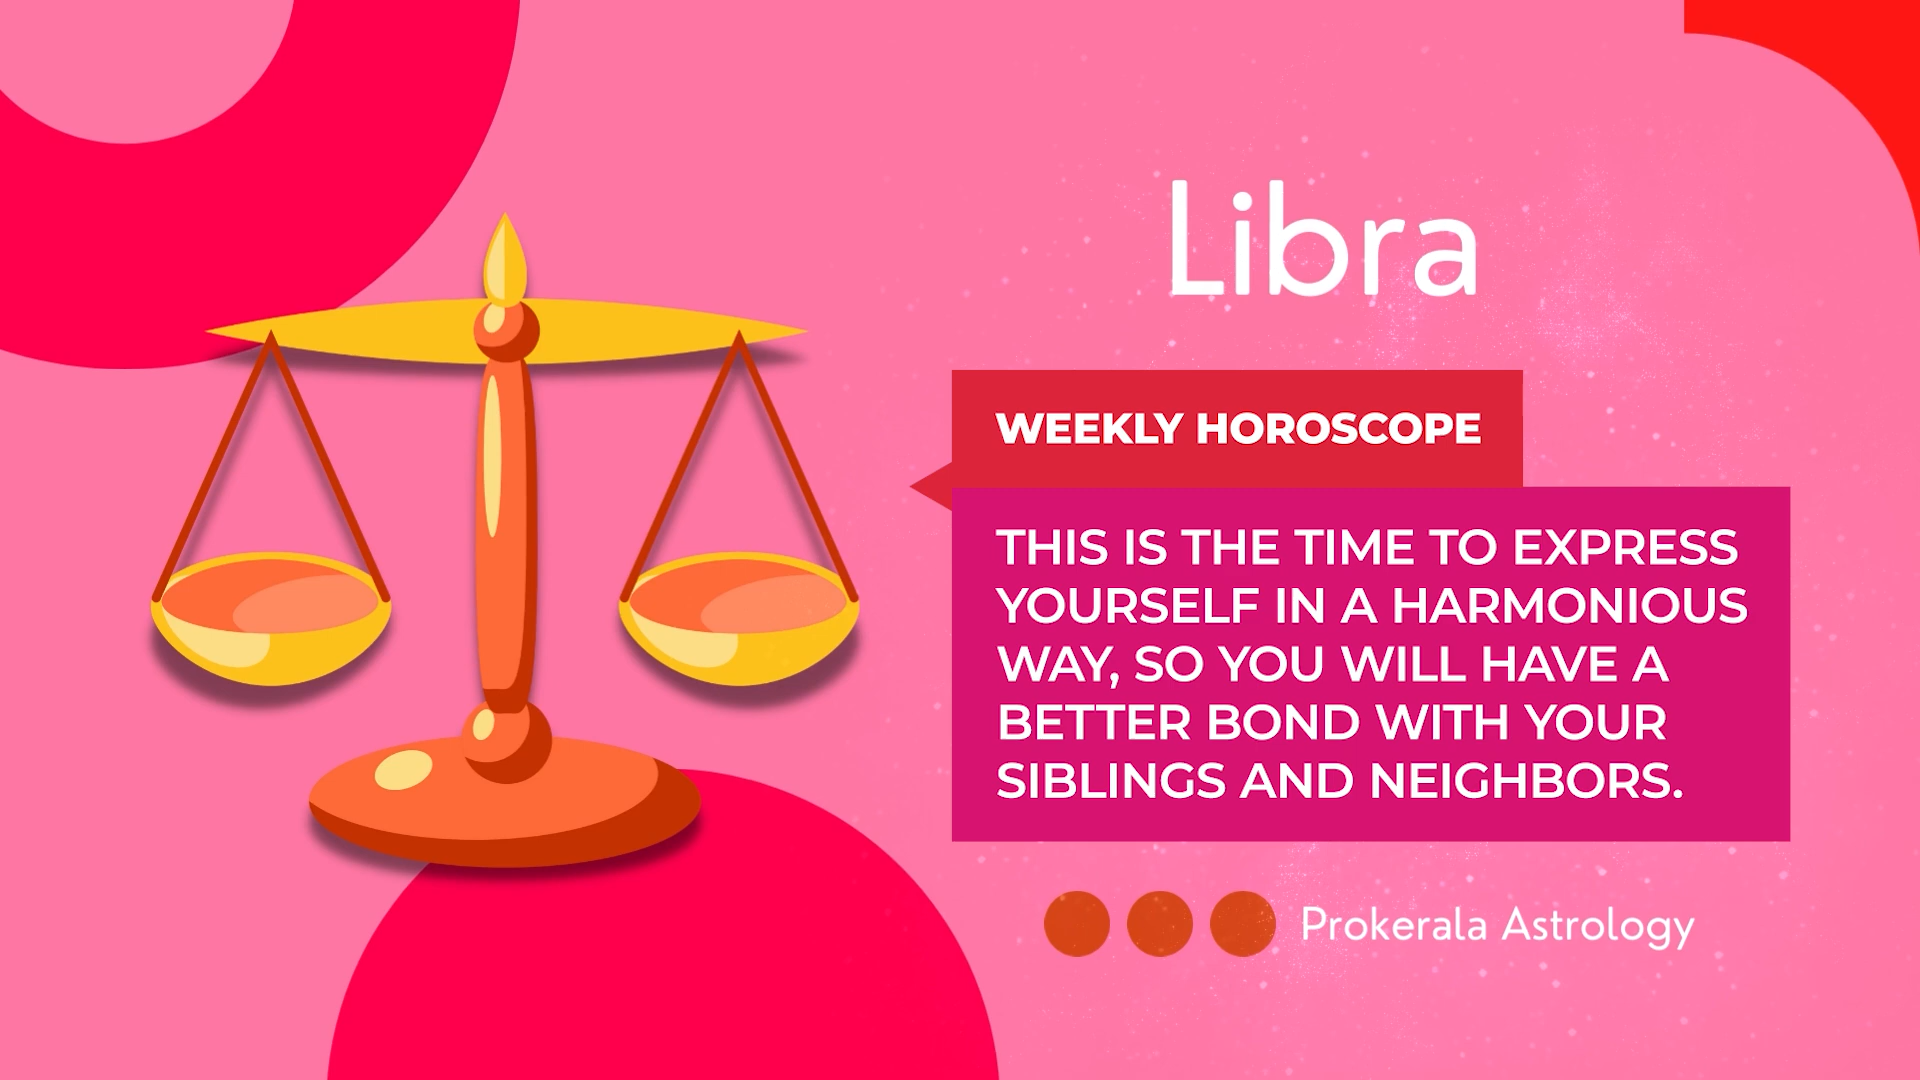 Libra
WEEKLY HOROSCOPE
THIS IS THE TIME TO EXPRESS
YOURSELF IN A HARMONIOUS
WAY, SO YOU WILL HAVE A
BETTER BOND WITH YOUR
SIBLINGS AND NEIGHBORS.
Prokerala Astrology